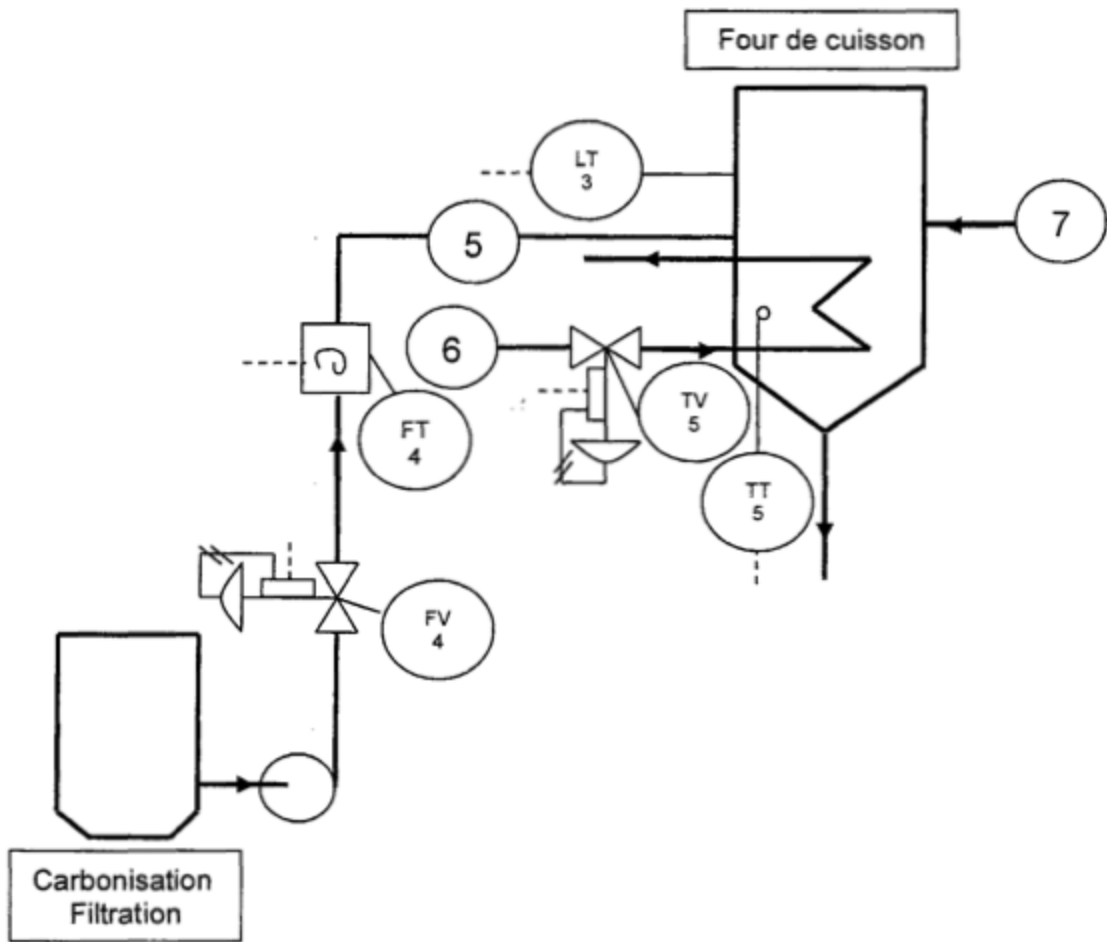 Four de cuisson
LT
3
5
7
6
TV
5
FT
4
TT
5
FV
4
Carbonisation
Filtration